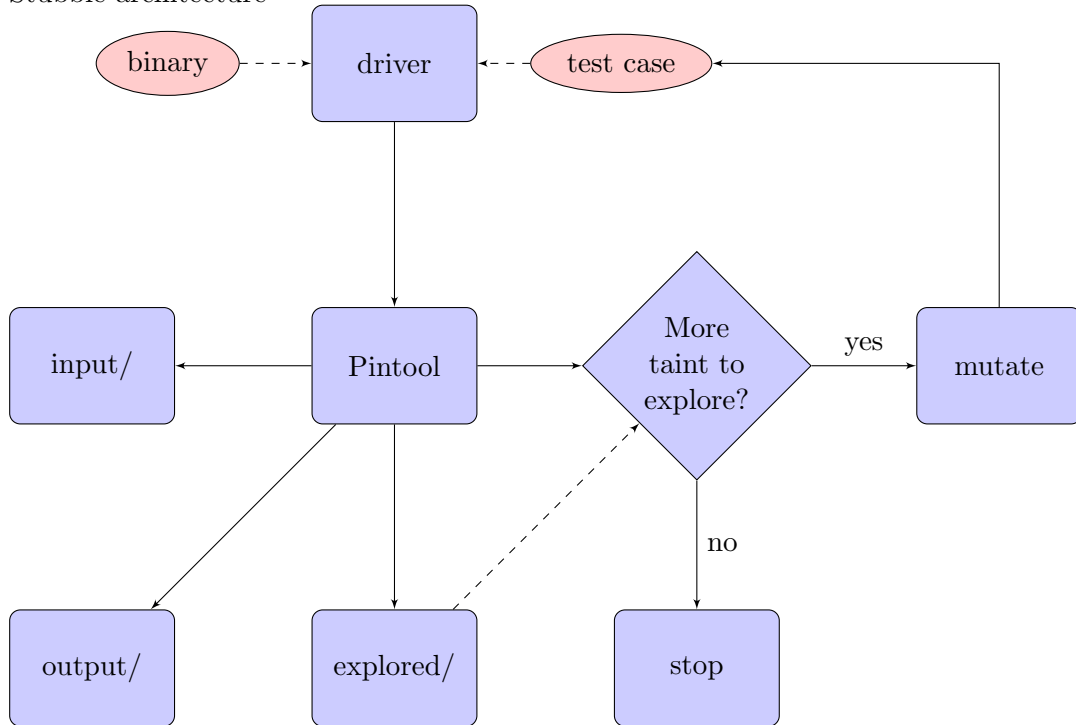 Stubble architecture
binary
driver
test case
input/
Pintool
More
taint to
explore?
yes
mutate
no
output/
explored/
stop